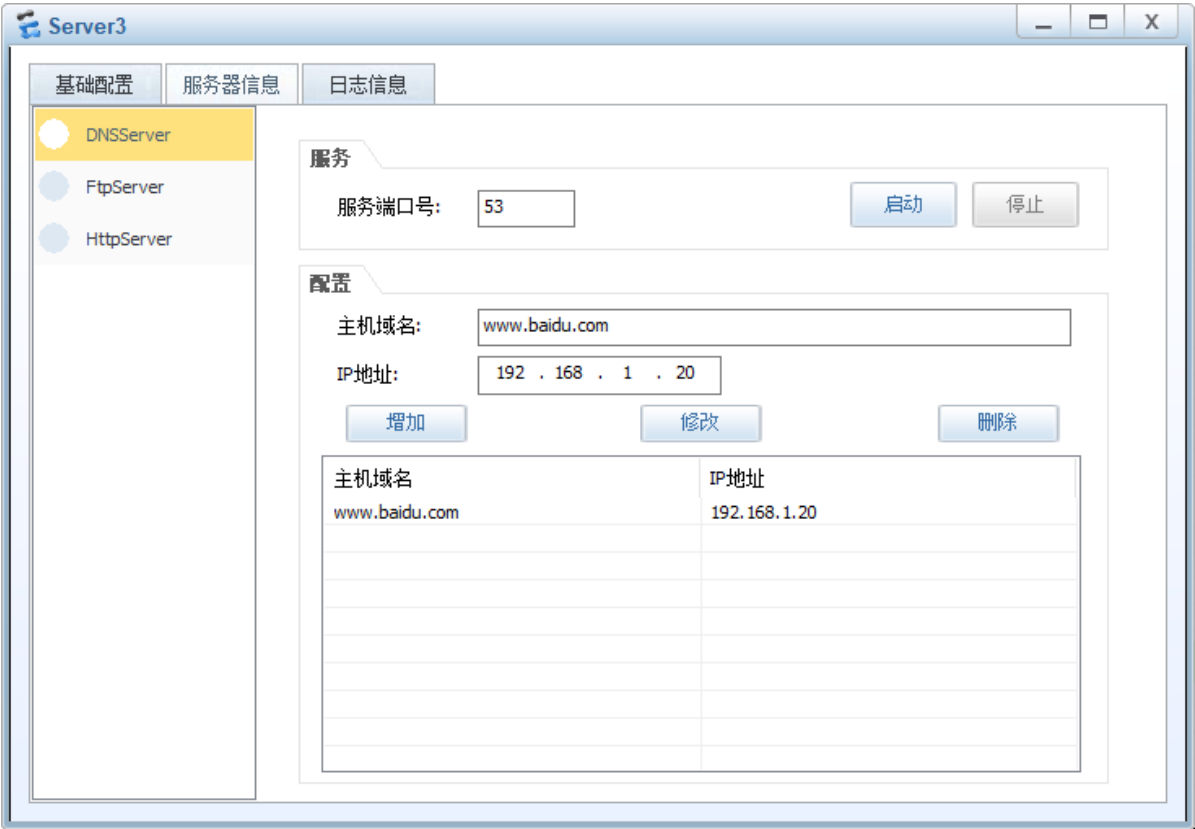 Server3
基础配置 服务器信息 日志信息
DNSServer
FtpServer
HttpServer
服务
服务端口号: 53 启动 停止
配置
主机域名: www.baidu.com
IP地址: 192 . 168 . 1 . 20
增加 修改 删除
主机域名 IP地址
www.baidu.com 192.168.1.20